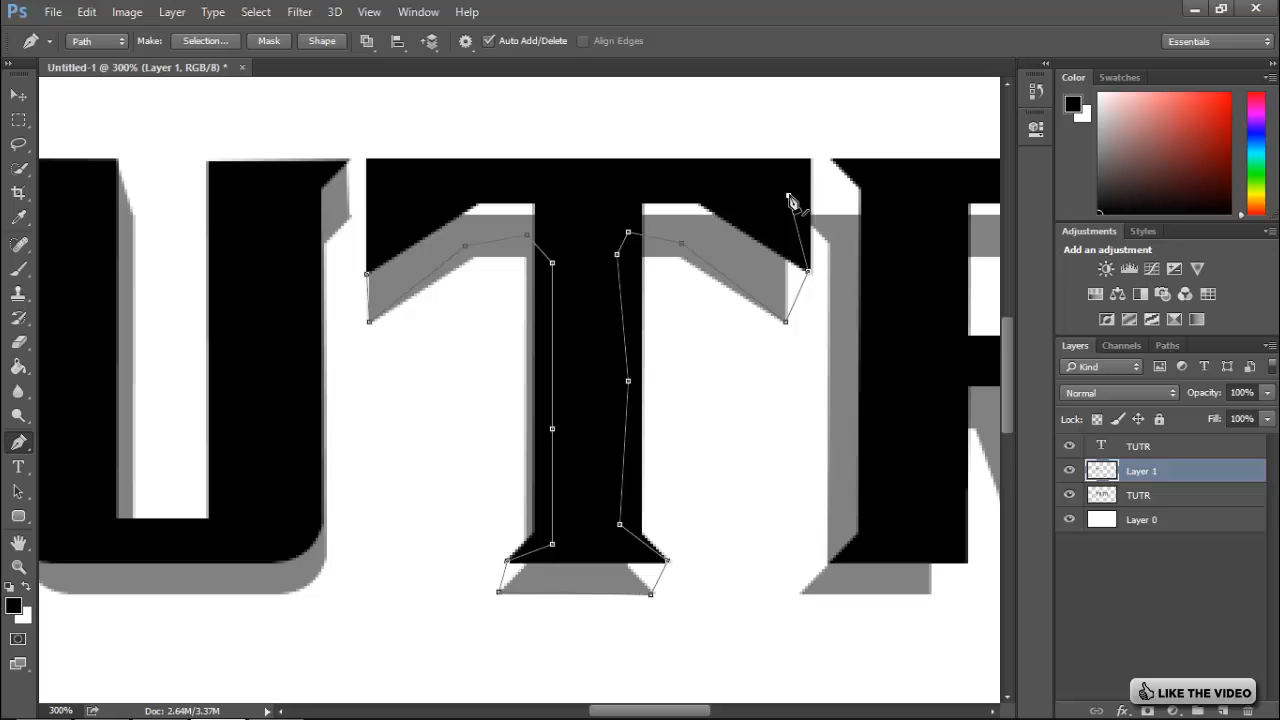 Ps File Edit Image Layer Type Select Filter 3D View Window Help
Path Make: Selection... Mask Shape Auto Add/Delete Align Edges Essentials
Untitled-1 @ 300% (Layer 1, RGB/8) * ×
Color Swatches
UTR
Adjustments Styles
Add an adjustment
Layers Channels Paths
Kind
Normal Opacity: 100%
Lock: Fill: 100%
T TUTR
Layer 1
TUTR
Layer 0
LIKE THE VIDEO
300% Doc: 2.64M/3.37M fx